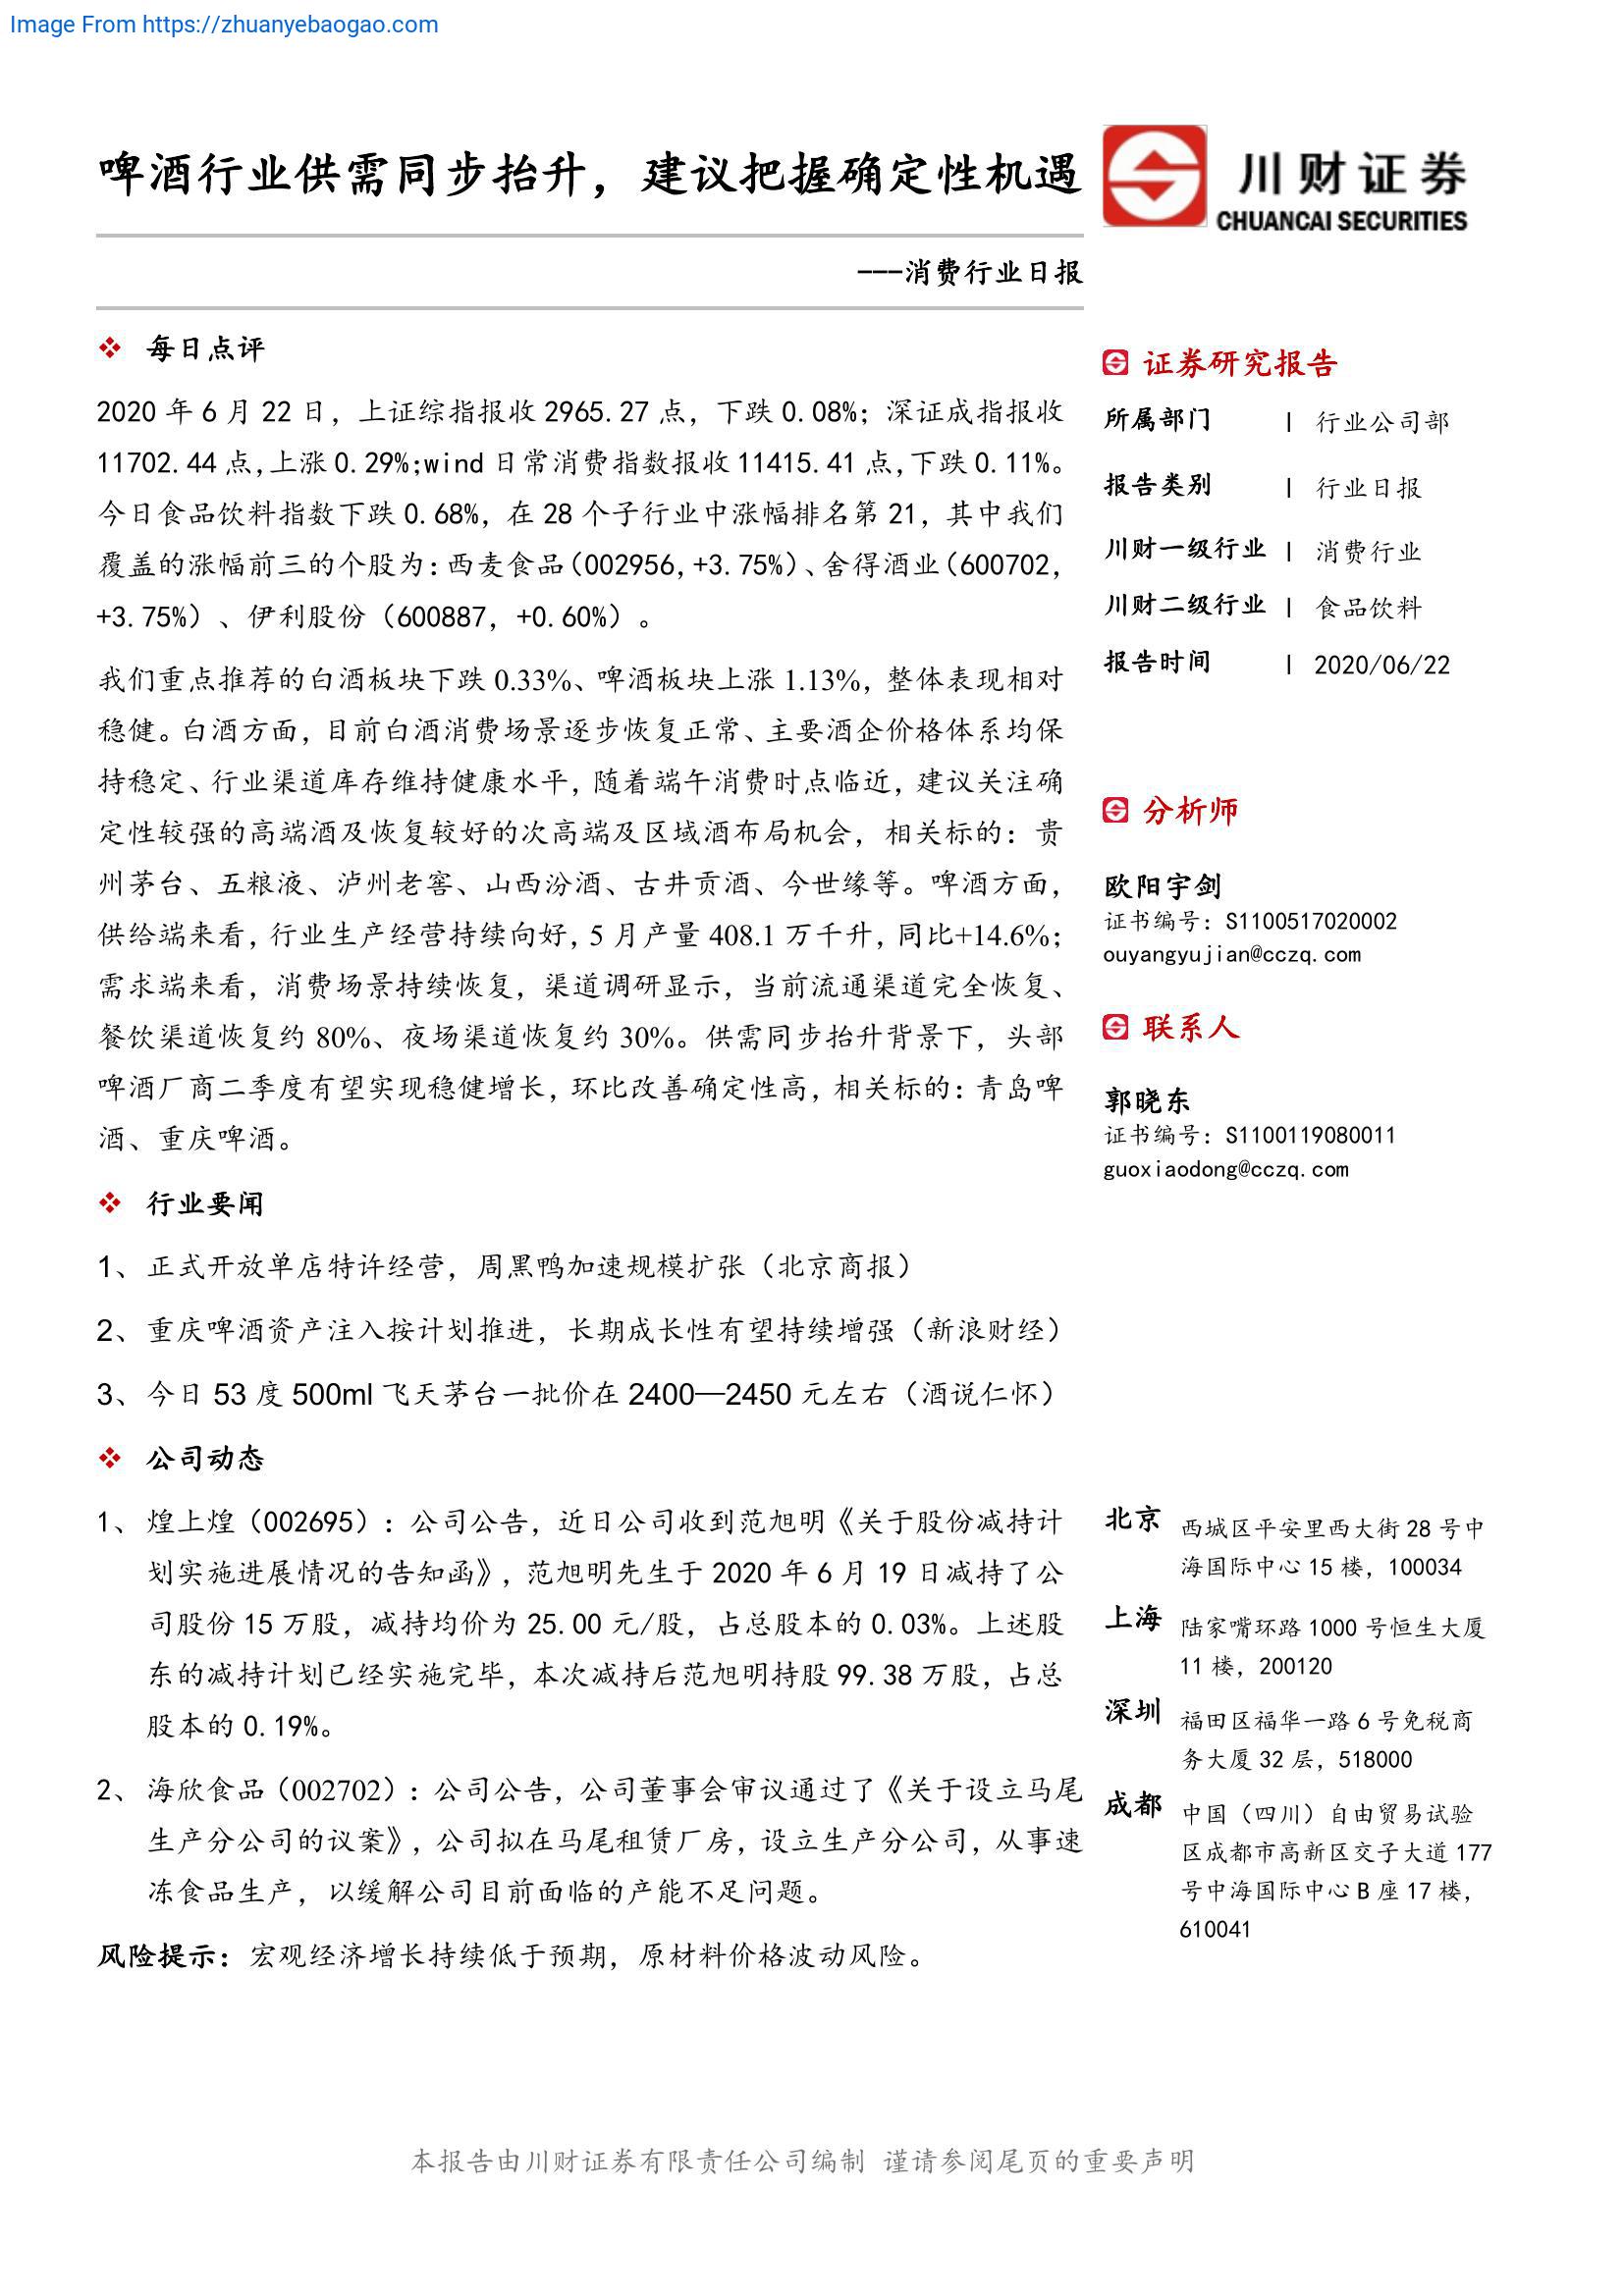 Image From https://zhuanyebaogao.com
啤酒行业供需同步抬升，建议把握确定性机遇
川财证券
CHUANCAI SECURITIES
---消费行业日报
每日点评
2020 年 6 月 22 日，上证综指报收 2965.27 点，下跌 0.08%；深证成指报收
11702.44 点，上涨 0.29%；wind 日常消费指数报收 11415.41 点，下跌 0.11%。
今日食品饮料指数下跌 0.68%，在 28 个子行业中涨幅排名第 21，其中我们
覆盖的涨幅前三的个股为：西麦食品（002956，+3.75%）、舍得酒业（600702，
+3.75%）、伊利股份（600887，+0.60%）。
我们重点推荐的白酒板块下跌 0.33%、啤酒板块上涨 1.13%，整体表现相对
稳健。白酒方面，目前白酒消费场景逐步恢复正常、主要酒企价格体系均保
持稳定、行业渠道库存维持健康水平，随着端午消费时点临近，建议关注确
定性较强的高端酒及恢复较好的次高端及区域酒布局机会，相关标的：贵
州茅台、五粮液、泸州老窖、山西汾酒、古井贡酒、今世缘等。啤酒方面，
供给端来看，行业生产经营持续向好，5 月产量 408.1 万千升，同比+14.6%；
需求端来看，消费场景持续恢复，渠道调研显示，当前流通渠道完全恢复、
餐饮渠道恢复约 80%、夜场渠道恢复约 30%。供需同步抬升背景下，头部
啤酒厂商二季度有望实现稳健增长，环比改善确定性高，相关标的：青岛啤
酒、重庆啤酒。
行业要闻
1、正式开放单店特许经营，周黑鸭加速规模扩张（北京商报）
2、重庆啤酒资产注入按计划推进，长期成长性有望持续增强（新浪财经）
3、今日 53 度 500ml 飞天茅台一批价在 2400—2450 元左右（酒说仁怀）
公司动态
1、煌上煌（002695）：公司公告，近日公司收到范旭明《关于股份减持计
划实施进展情况的告知函》，范旭明先生于 2020 年 6 月 19 日减持了公
司股份 15 万股，减持均价为 25.00 元/股，占总股本的 0.03%。上述股
东的减持计划已经实施完毕，本次减持后范旭明持股 99.38 万股，占总
股本的 0.19%。
2、海欣食品（002702）：公司公告，公司董事会审议通过了《关于设立马尾
生产分公司的议案》，公司拟在马尾租赁厂房，设立生产分公司，从事速
冻食品生产，以缓解公司目前面临的产能不足问题。
风险提示：宏观经济增长持续低于预期，原材料价格波动风险。
证券研究报告
所属部门 | 行业公司部
报告类别 | 行业日报
川财一级行业 | 消费行业
川财二级行业 | 食品饮料
报告时间 | 2020/06/22
分析师
欧阳宇剑
证书编号：S1100517020002
ouyangyujian@cczq.com
联系人
郭晓东
证书编号：S1100119080011
guoxiaodong@cczq.com
北京 西城区平安里西大街 28 号中
海国际中心 15 楼，100034
上海 陆家嘴环路 1000 号恒生大厦
11 楼，200120
深圳 福田区福华一路 6 号免税商
务大厦 32 层，518000
成都 中国（四川）自由贸易试验
区成都市高新区交子大道 177
号中海国际中心 B 座 17 楼，
610041
本报告由川财证券有限责任公司编制 谨请参阅尾页的重要声明